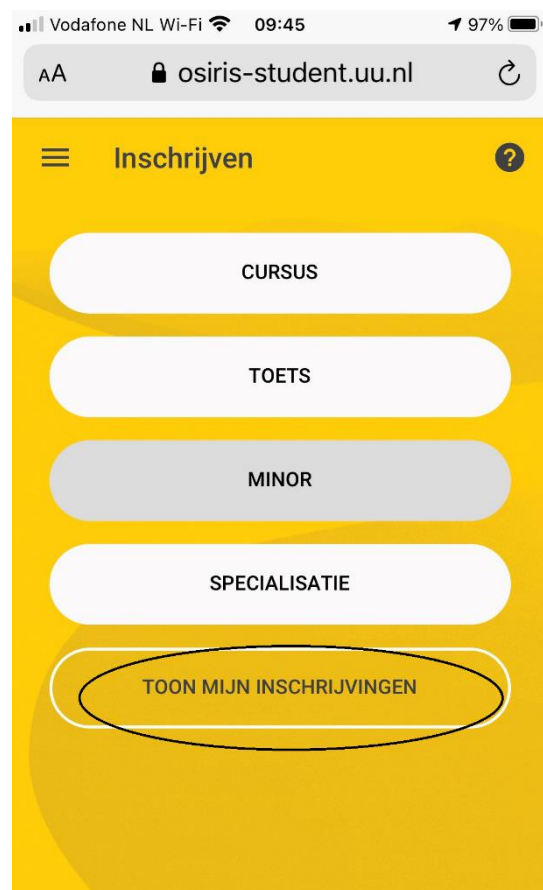 Vodafone NL Wi-Fi 09:45 97%
AA osiris-student.uu.nl
Inschrijven ?
CURSUS
TOETS
MINOR
SPECIALISATIE
TOON MIJN INSCHRIJVINGEN